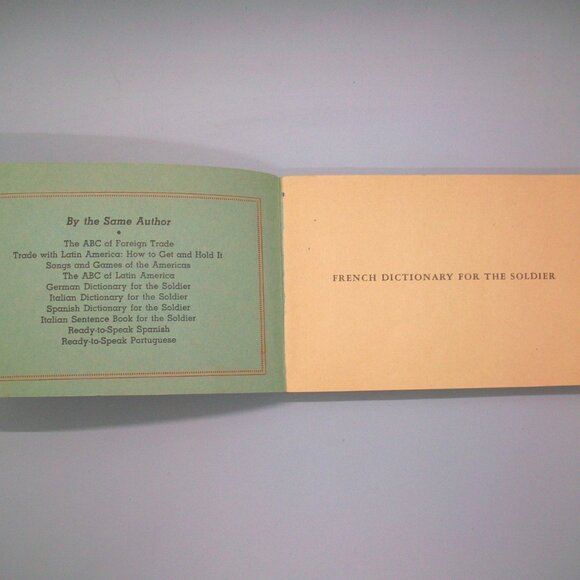 By the Same Author
•
The ABC of Foreign Trade
Trade with Latin America: How to Get and Hold It
Songs and Games of the Americas
The ABC of Latin America
German Dictionary for the Soldier
Italian Dictionary for the Soldier
Spanish Dictionary for the Soldier
Italian Sentence Book for the Soldier
Ready-to-Speak Spanish
Ready-to-Speak Portuguese
FRENCH DICTIONARY FOR THE SOLDIER